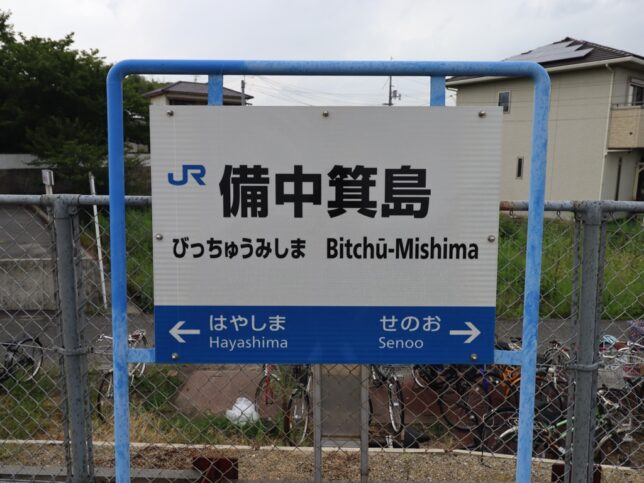 JR 備中箕島
びっちゅうみしま Bitchū-Mishima
← はやしま せのお →
Hayashima Senoo